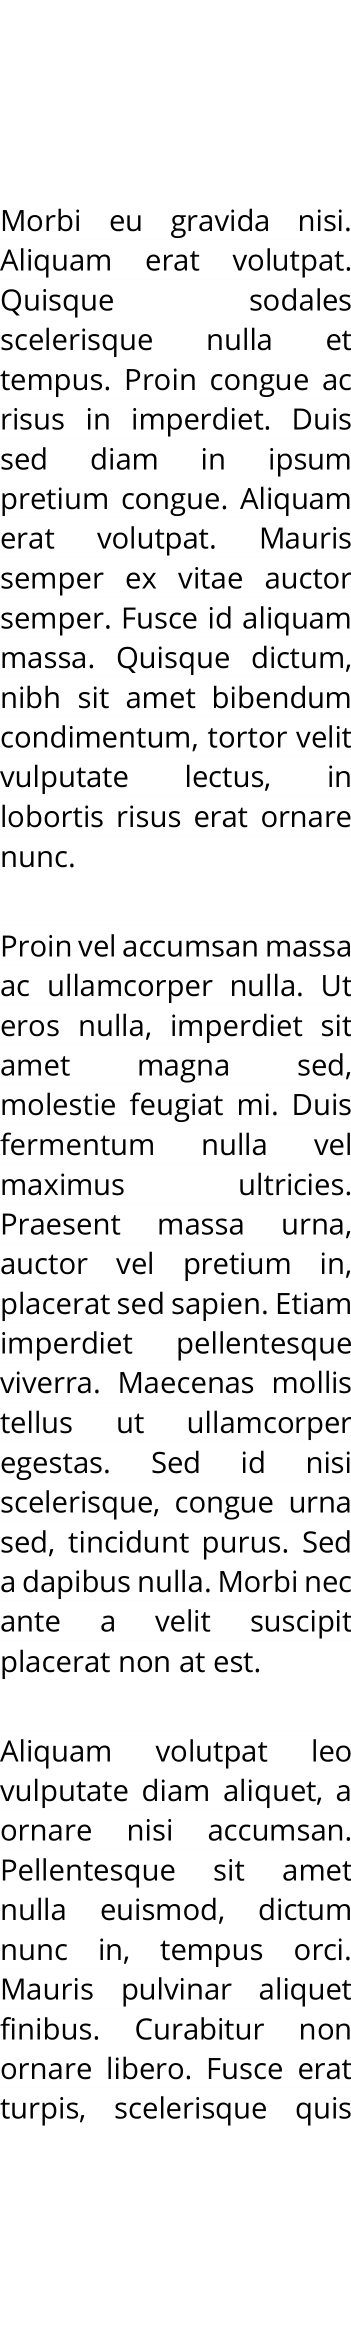 Morbi eu gravida nisi.
Aliquam erat volutpat.
Quisque sodales
scelerisque nulla et
tempus. Proin congue ac
risus in imperdiet. Duis
sed diam in ipsum
pretium congue. Aliquam
erat volutpat. Mauris
semper ex vitae auctor
semper. Fusce id aliquam
massa. Quisque dictum,
nibh sit amet bibendum
condimentum, tortor velit
vulputate lectus, in
lobortis risus erat ornare
nunc.

Proin vel accumsan massa
ac ullamcorper nulla. Ut
eros nulla, imperdiet sit
amet magna sed,
molestie feugiat mi. Duis
fermentum nulla vel
maximus ultricies.
Praesent massa urna,
auctor vel pretium in,
placerat sed sapien. Etiam
imperdiet pellentesque
viverra. Maecenas mollis
tellus ut ullamcorper
egestas. Sed id nisi
scelerisque, congue urna
sed, tincidunt purus. Sed
a dapibus nulla. Morbi nec
ante a velit suscipit
placerat non at est.

Aliquam volutpat leo
vulputate diam aliquet, a
ornare nisi accumsan.
Pellentesque sit amet
nulla euismod, dictum
nunc in, tempus orci.
Mauris pulvinar aliquet
finibus. Curabitur non
ornare libero. Fusce erat
turpis, scelerisque quis